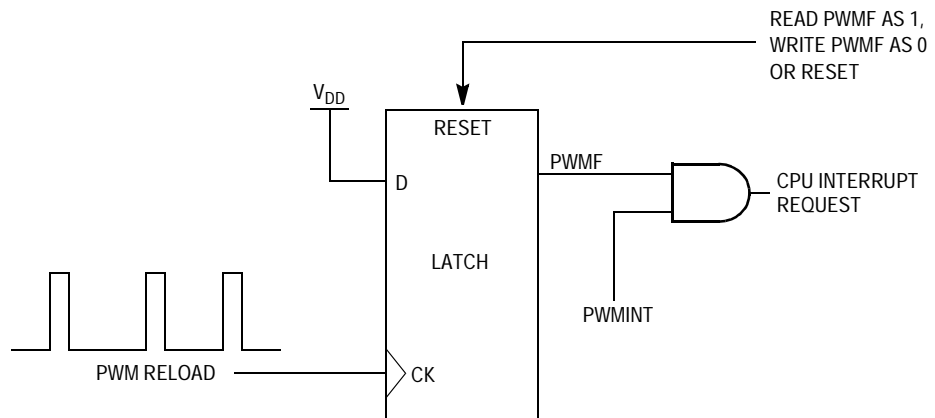 READ PWMF AS 1,
WRITE PWMF AS 0
OR RESET
VDD
RESET
PWMF
D
CPU INTERRUPT
REQUEST
LATCH
PWMINT
PWM RELOAD
CK